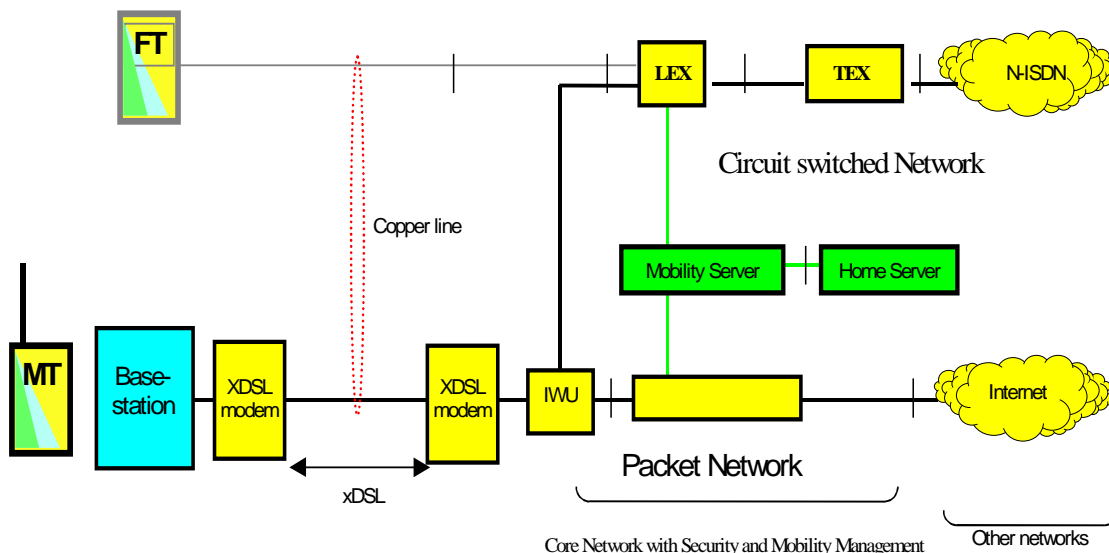 FT
LEX
TEX
N-ISDN
Circuit switched Network
Copper line
Mobility Server
Home Server
MT
Base-
station
XDSL
modem
XDSL
modem
IWU
Internet
Packet Network
xDSL
Core Network with Security and Mobility Management
Other networks